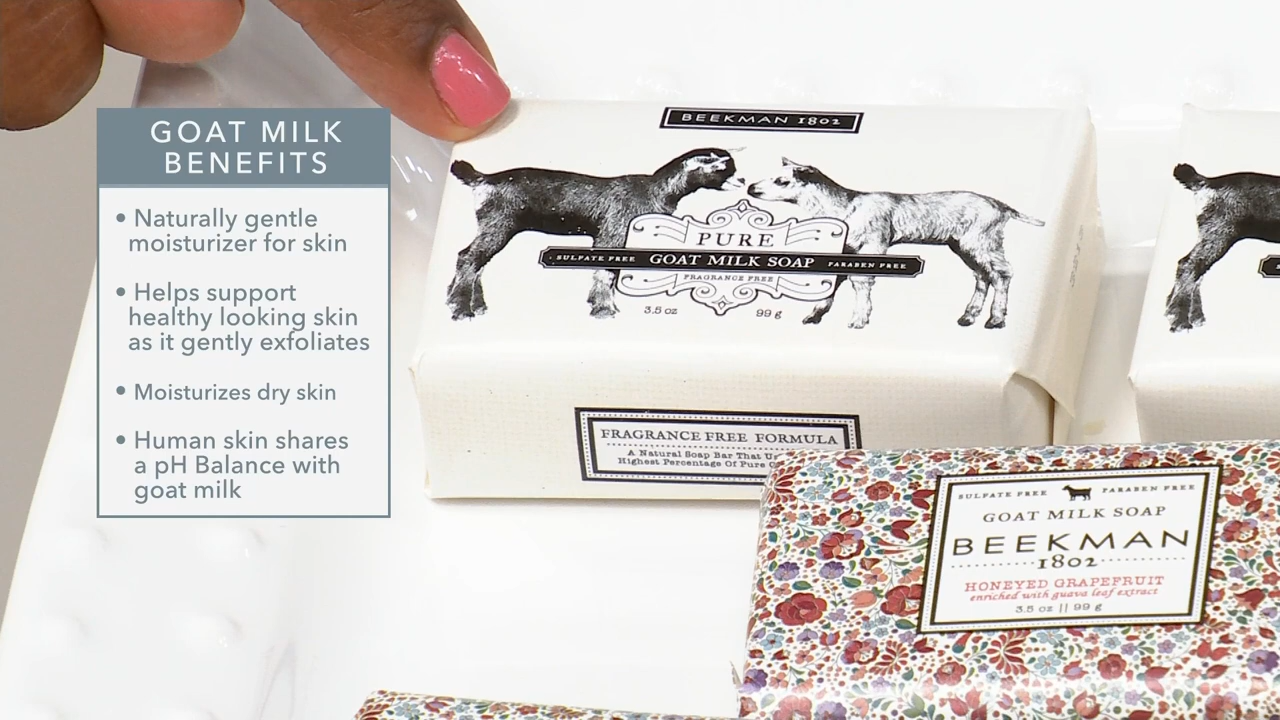 GOAT MILK
BENEFITS
• Naturally gentle
moisturizer for skin
• Helps support
healthy looking skin
as it gently exfoliates
• Moisturizes dry skin
• Human skin shares
a pH Balance with
goat milk
BEEKMAN 1802
PURE
SULFATE FREE GOAT MILK SOAP PARABEN FREE
FRAGRANCE FREE
3.5 oz 99 g
FRAGRANCE FREE FORMULA
A Natural Soap Bar That
Highest Percentage Of Pure
SULFATE FREE PARABEN FREE
GOAT MILK SOAP
BEEKMAN
1802
HONEYED GRAPEFRUIT
enriched with guava leaf extract
3.5 oz || 99 g